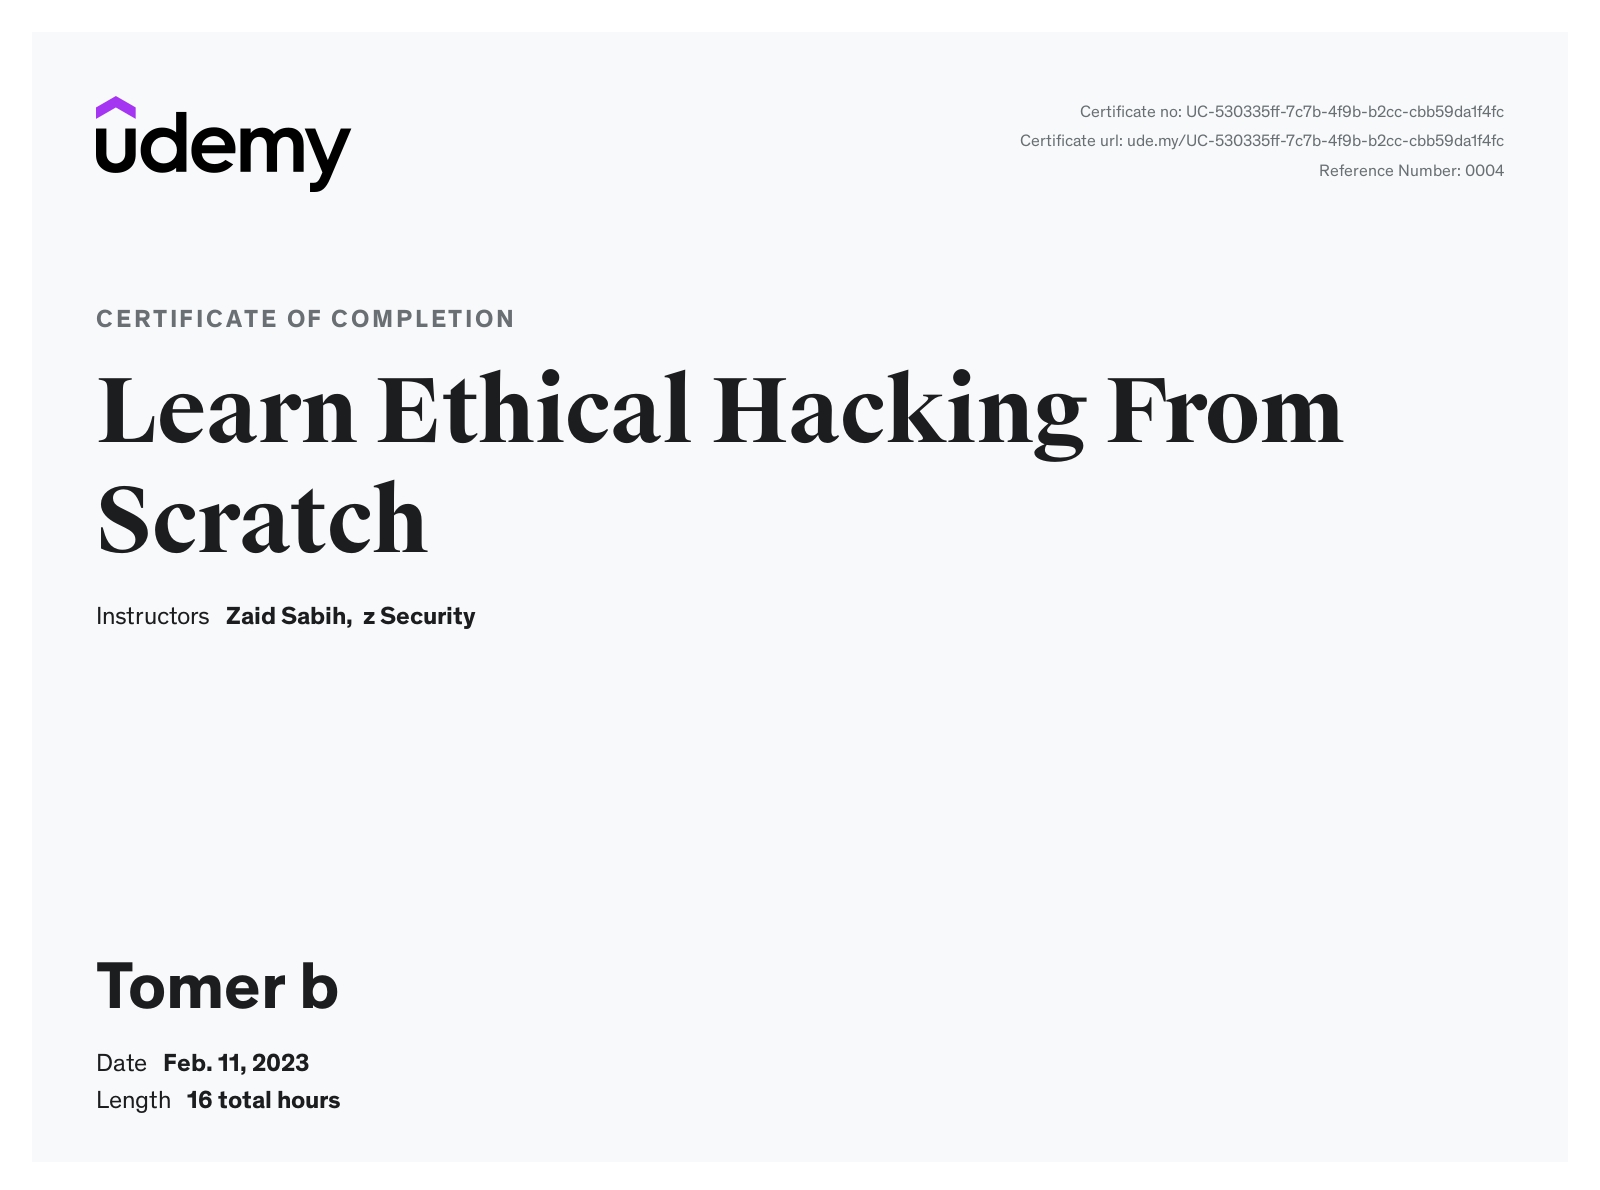 udemy
Certificate no: UC-530335ff-7c7b-4f9b-b2cc-cbb59da1f4fc
Certificate url: ude.my/UC-530335ff-7c7b-4f9b-b2cc-cbb59da1f4fc
Reference Number: 0004
CERTIFICATE OF COMPLETION
Learn Ethical Hacking From
Scratch
Instructors Zaid Sabih, z Security
Tomer b
Date Feb. 11, 2023
Length 16 total hours